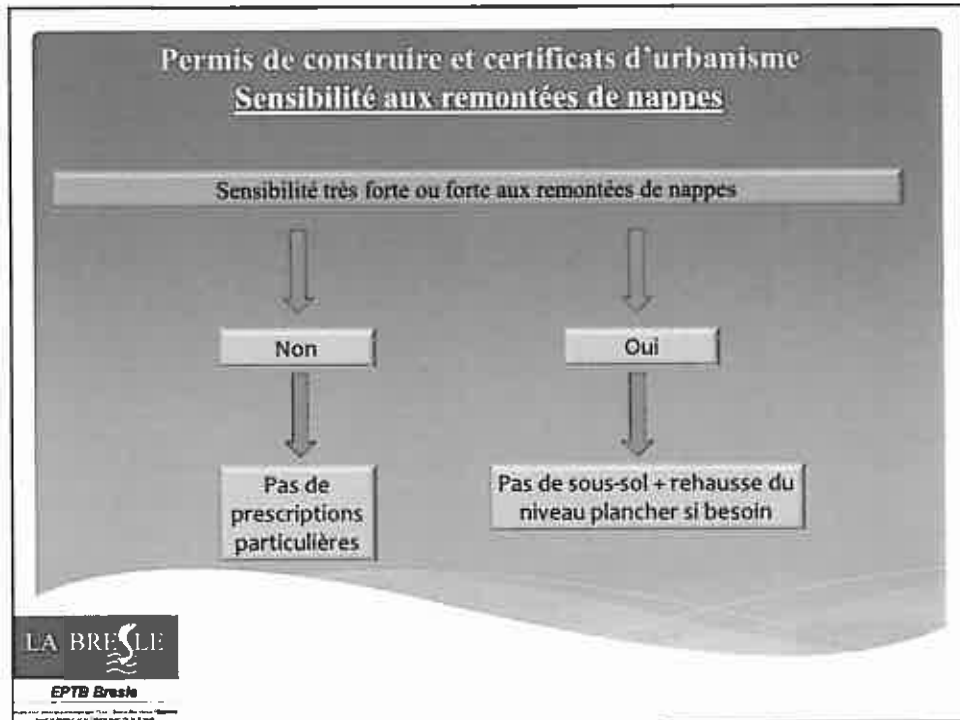 Permis de construire et certificats d'urbanisme
Sensibilité aux remontées de nappes
Sensibilité très forte ou forte aux remontées de nappes
Non
Oui
Pas de
prescriptions
particulières
Pas de sous-sol + rehausse du
niveau plancher si besoin
LA BRESLE
EPTB Bresle